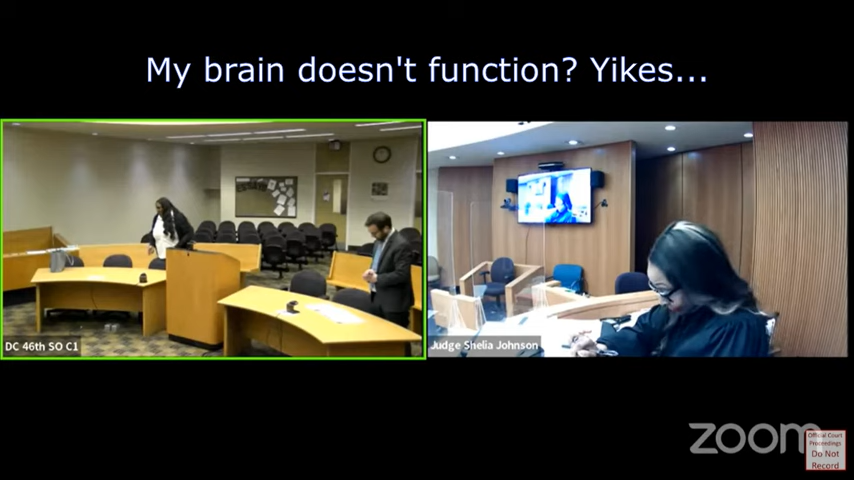 My brain doesn't function? Yikes...
DC 46th SO C1
Judge Shelia Johnson
zoom
Official Court
Proceedings
Do Not
Record